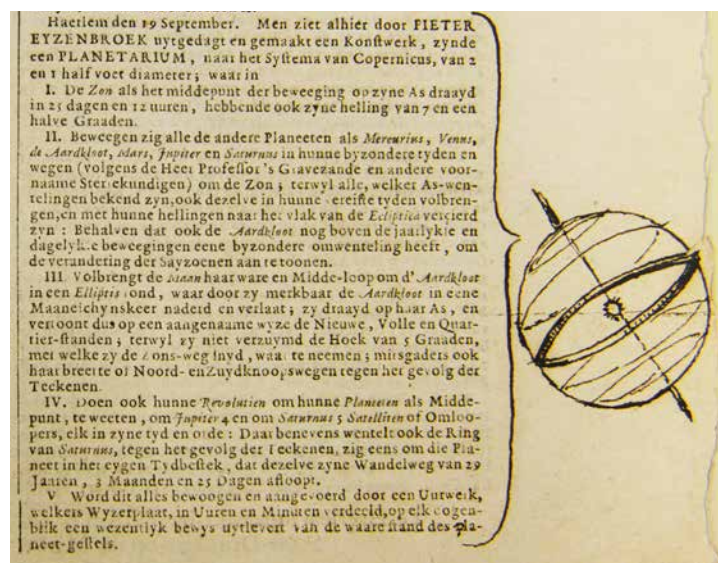 Haerlem den 19 September. Men ziet alhier door PIETER
EYZENBROEK uytgedagt en gemaakt een Konſtwerk, zynde
een PLANETARIUM, naar het Syſtema van Copernicus, van 2
en 1 half voet diameter; waar in
I. De Zon als het middepunt der beweeging op zyne As draayd
in 25 dagen en 12 uuren, hebbende ook zyne helling van 7 en een
halve Graaden.
II. Beweegen zig alle de andere Planeeten als Mercurius, Venus,
de Aardkloot, Mars, Jupiter en Saturnus in hunne byzondere tyden en
wegen (volgens de Heer Profeſſor 's Gravezande en andere voor-
naame Sterrekundigen) om de Zon; terwyl alle, welker As-wen-
telingen bekend zyn, ook dezelve in hunne vereiſte tyden volbren-
gen, en met hunne hellingen naar het vlak van de Ecliptica vercierd
zyn: Behalven dat ook de Aardkloot nog boven de jaarlykſe en
dagelykſe beweegingen eene byzondere omwenteling heeft, om
de verandering der Sayzoenen aan te toonen.
III. Volbrengt de Maan haar ware en Midde-loop om d' Aardkloot
in een Elliptis rond, waar door zy merkbaar de Aardkloot in eene
Maaneſchynskeer naderd en verlaat; zy draayd op haar As, en
vertoont dus op een aangenaame wyze de Nieuwe, Volle en Quar-
tier-ſtanden; terwyl zy niet verzuymd de Hoek van 5 Graaden,
met welke zy de Zons-weg ſnyd, waar te neemen; mitsgaders ook
haar breette of Noord- en Zuydknoopswegen tegen het gevolg der
Teekenen.
IV. Doen ook hunne Revolutien om hunne Planeten als Midde-
punt, te weeten, om Jupiter 4 en om Saturnus 5 Satelliten of Omloo-
pers, elk in zyne tyd en orde: Daar benevens wentelt ook de Ring
van Saturnus, tegen het gevolg der Teekenen, zig eens om die Pla-
neet in het eygen Tydbeſtek, dat dezelve zyne Wandelweg van 29
Jaaren, 3 Maanden en 25 Dagen afloopt.
V. Word dit alles bewoogen en aangevoerd door een Uurwerk,
welkers Wyzerplaat, in Uuren en Minuten verdeeld, op elk oogen-
blik een wezentlyk bewys uytlevert van de waare ſtand des pla-
neet-geſtels.